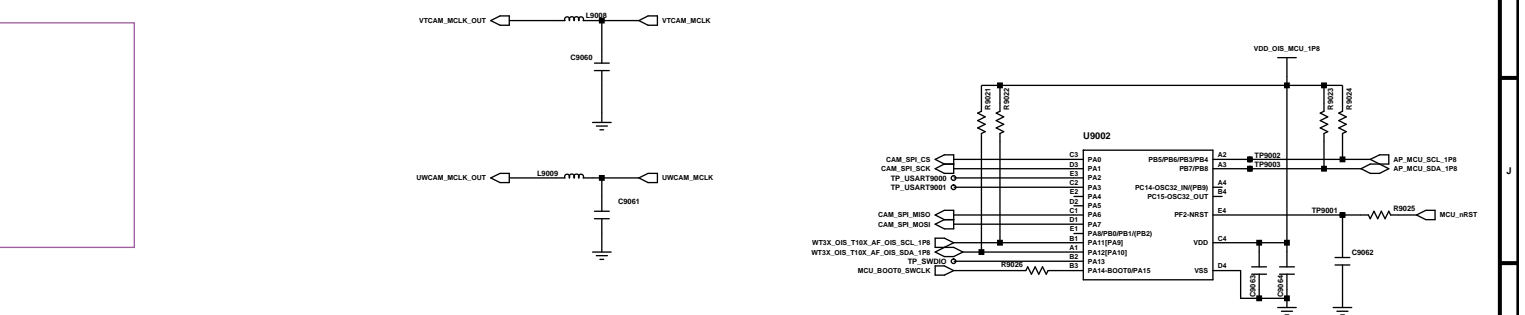 VTCAM_MCLK_OUT
L9008
VTCAM_MCLK
C9060
UWCAM_MCLK_OUT
L9009
UWCAM_MCLK
C9061
VDD_OIS_MCU_1P8
R9021
R9022
R9023
R9024
U9002
CAM_SPI_CS C3 PA0 PB5/PB6/PB3/PB4 A2 TP9002 AP_MCU_SCL_1P8
CAM_SPI_SCK D3 PA1 PB7/PB8 A3 TP9003 AP_MCU_SDA_1P8
TP_USART9000 E3 PA2
TP_USART9001 C2 PA3 PC14-OSC32_IN/(PB9) A4
E2 PA4 PC15-OSC32_OUT B4
D2 PA5
CAM_SPI_MISO C1 PA6 PF2-NRST E4 TP9001 R9025 MCU_nRST
CAM_SPI_MOSI D1 PA7
E1 PA8/PB0/PB1/(PB2)
WT3X_OIS_T10X_AF_OIS_SCL_1P8 B1 PA11[PA9] VDD C4
WT3X_OIS_T10X_AF_OIS_SDA_1P8 A1 PA12[PA10]
TP_SWDIO B2 PA13
MCU_BOOT0_SWCLK R9026 B3 PA14-BOOT0/PA15 VSS D4
C9063
C9064
C9062
J